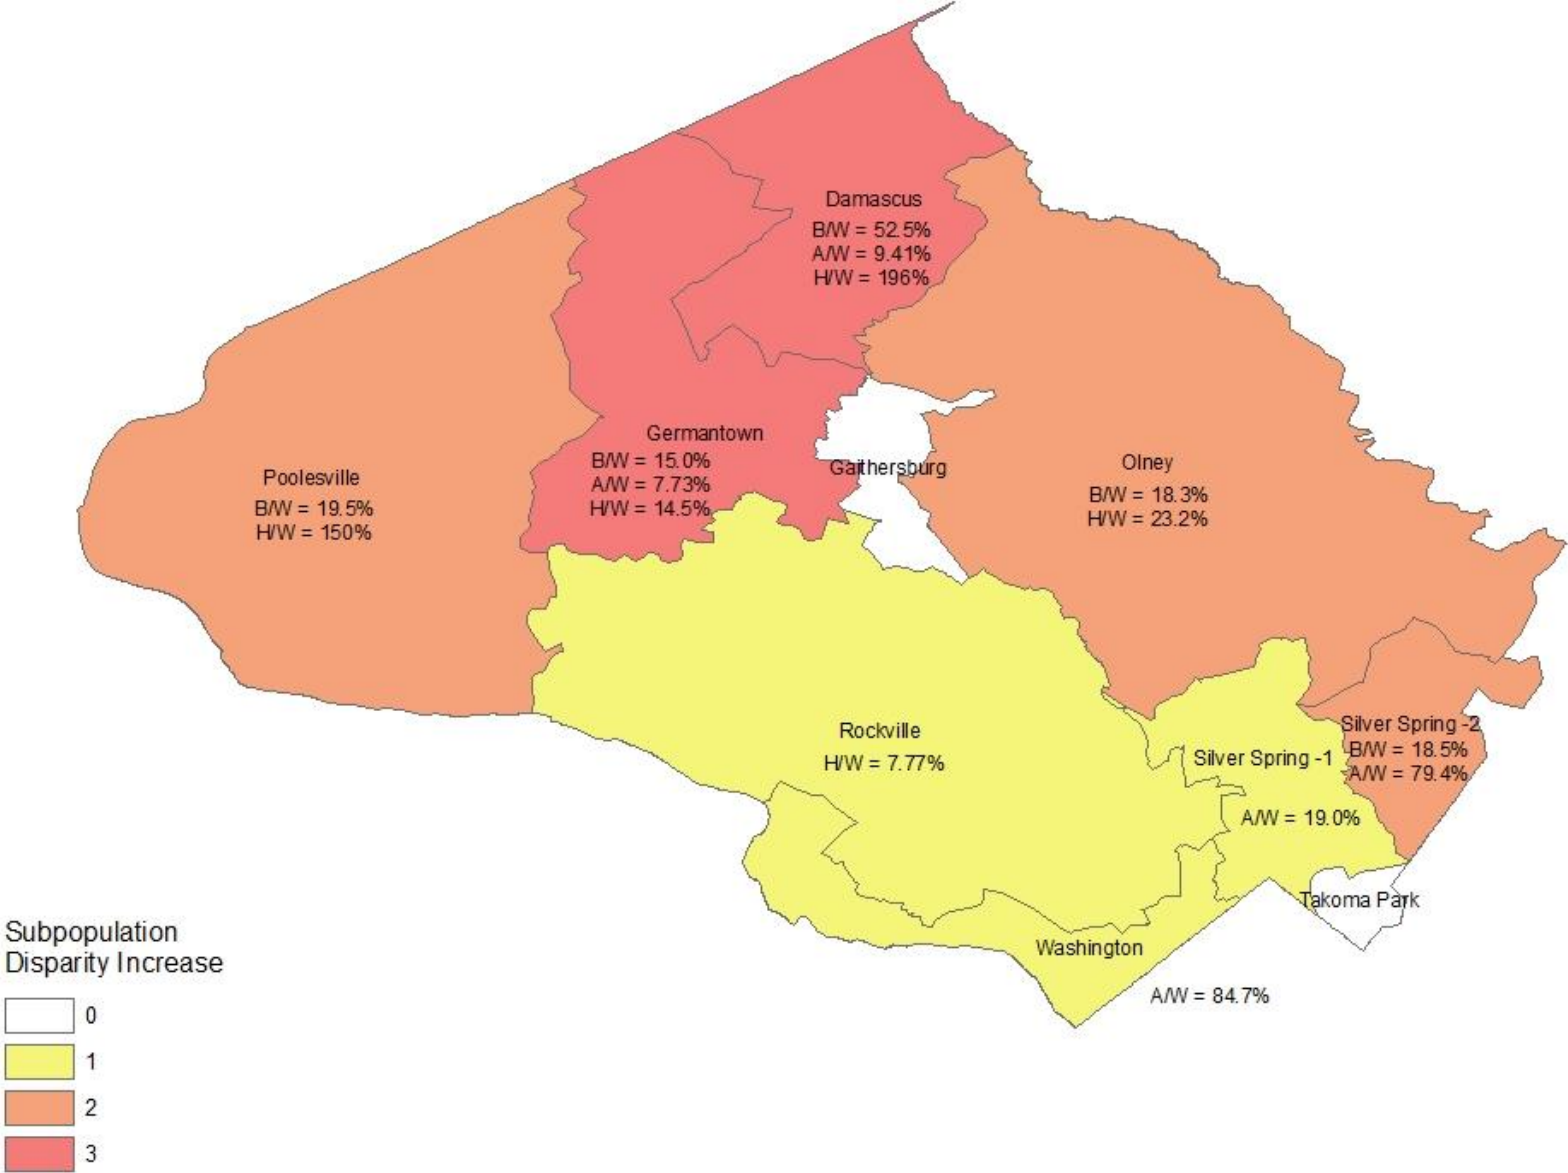 Damascus
B/W = 52.5%
A/W = 9.41%
H/W = 196%
Germantown
B/W = 15.0%
A/W = 7.73%
H/W = 14.5%
Gaithersburg
Poolesville
B/W = 19.5%
H/W = 150%
Olney
B/W = 18.3%
H/W = 23.2%
Rockville
H/W = 7.77%
Silver Spring -1
A/W = 19.0%
Silver Spring -2
B/W = 18.5%
A/W = 79.4%
Takoma Park
Washington
A/W = 84.7%
Subpopulation
Disparity Increase
0
1
2
3